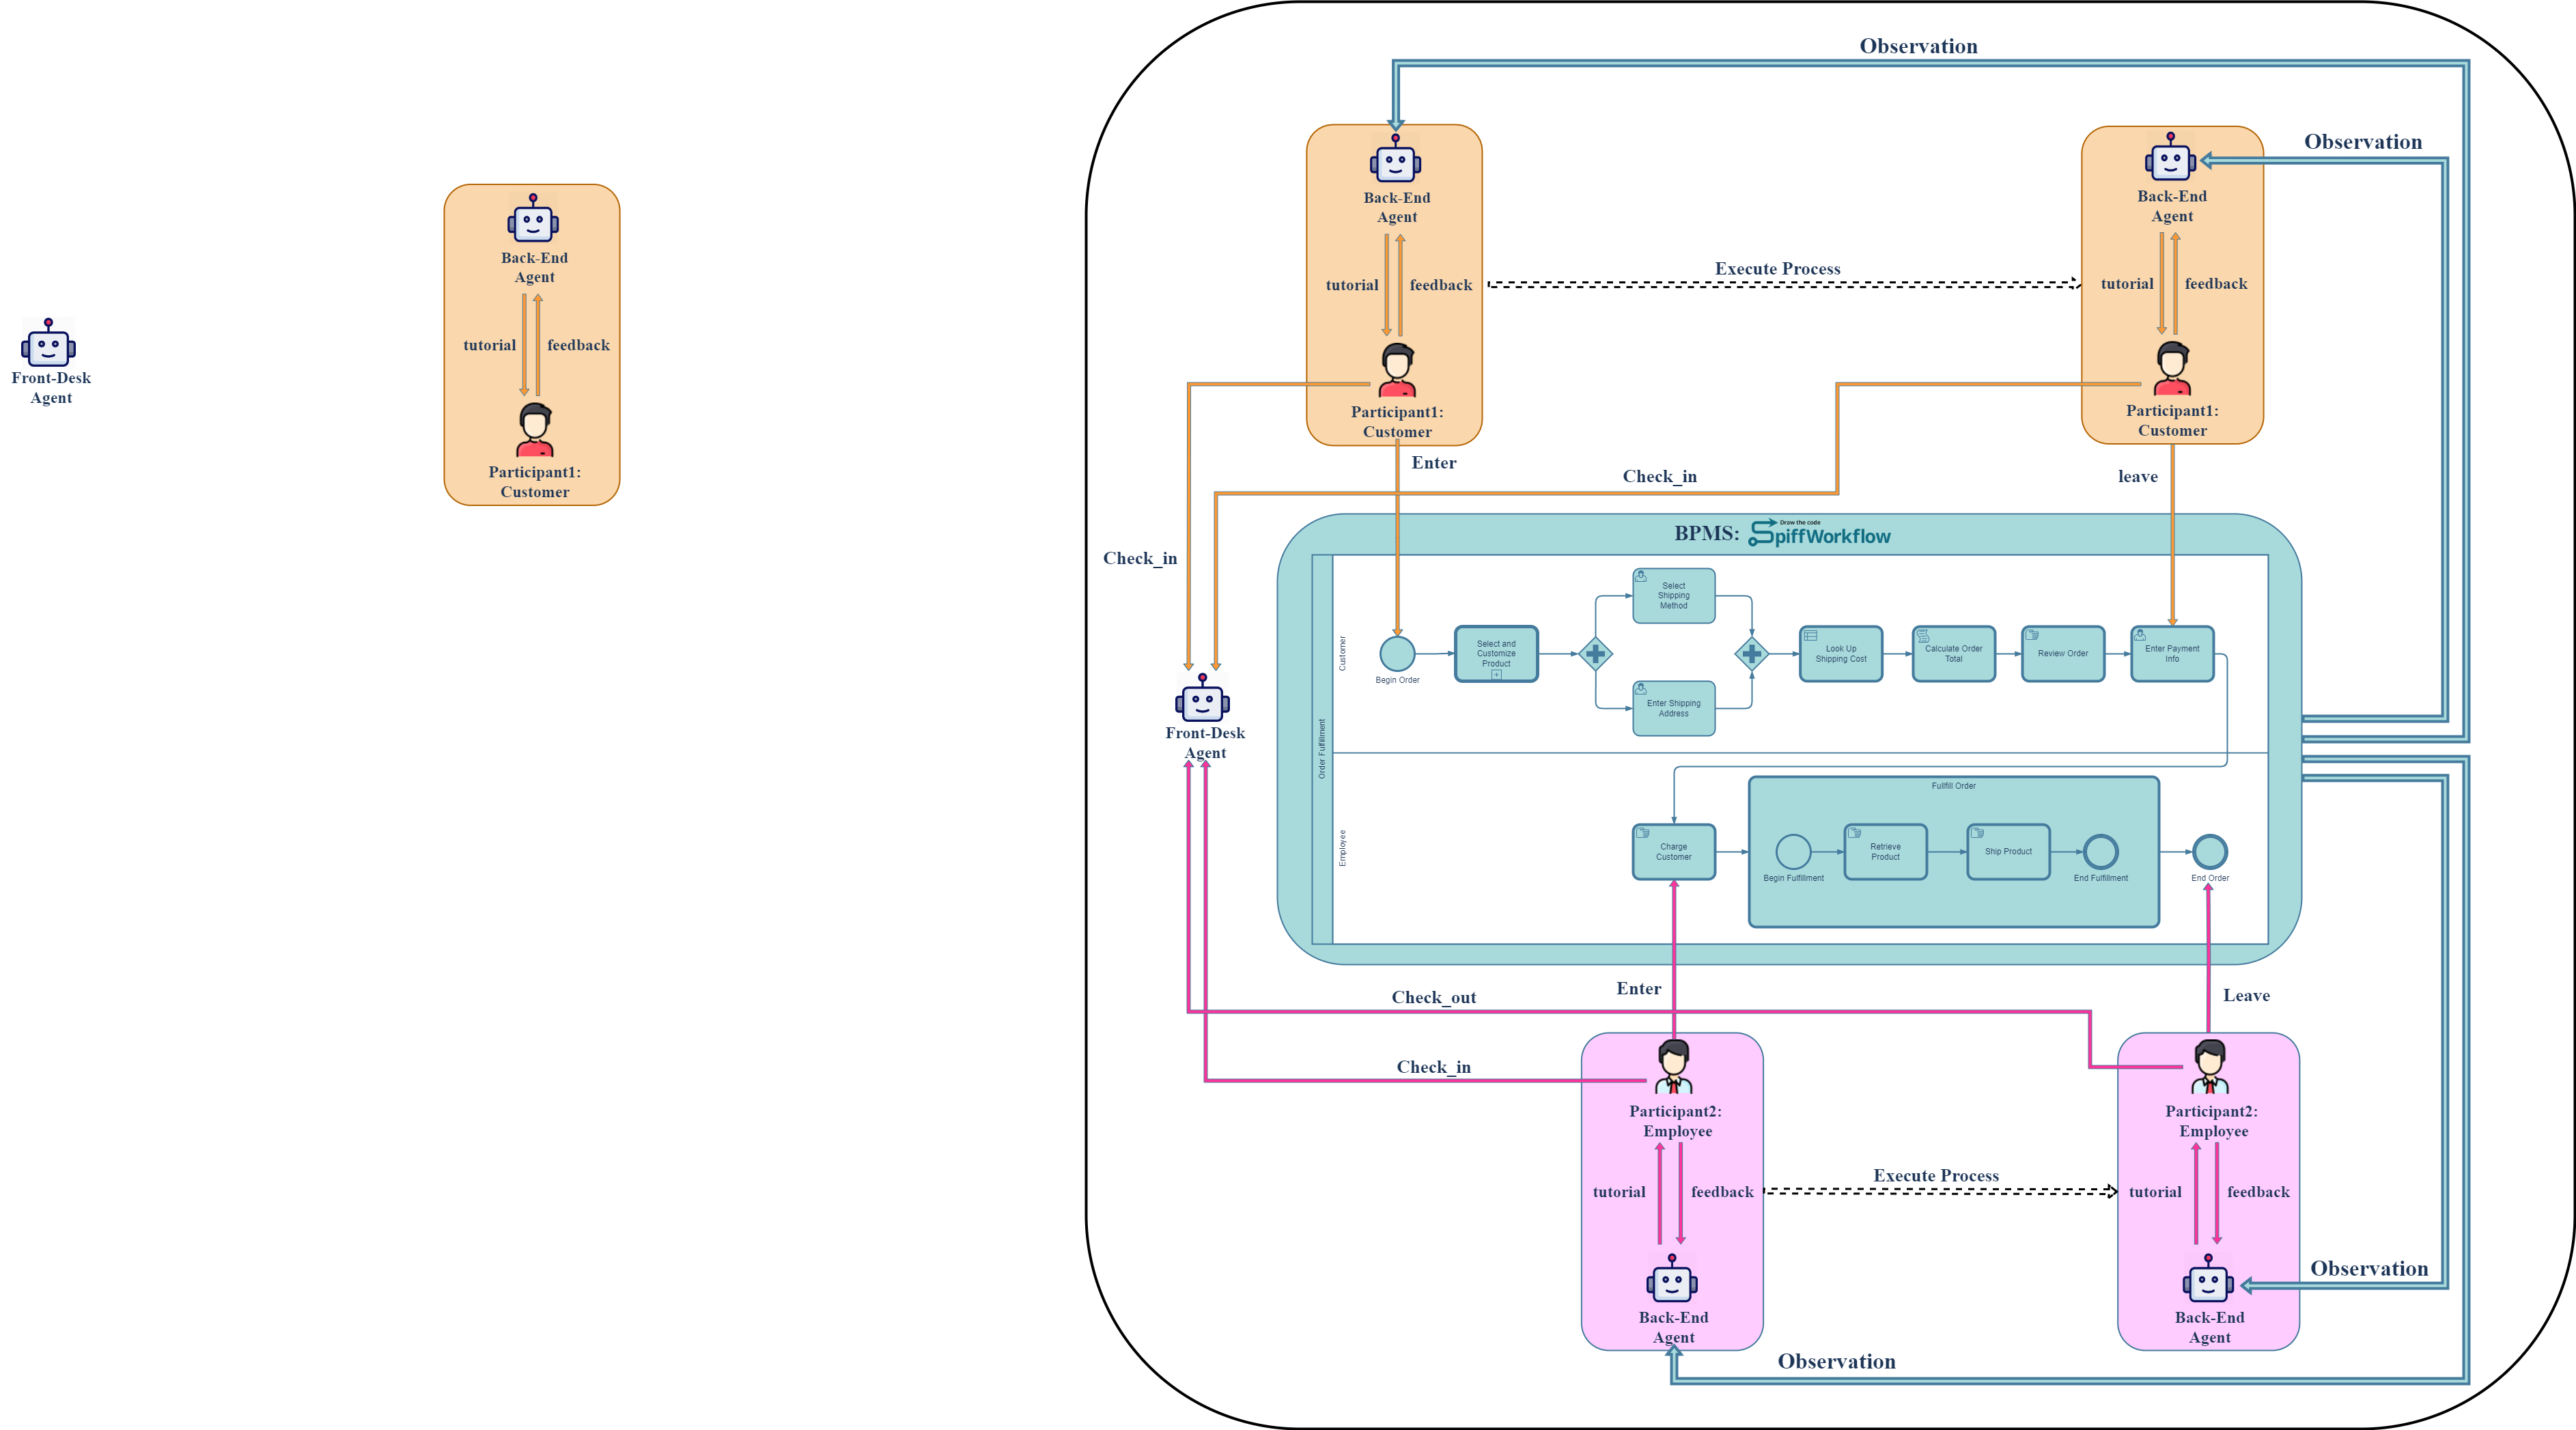 Front-Desk
Agent
Back-End
Agent
tutorial
feedback
Participant1:
Customer
Observation
Back-End
Agent
tutorial
feedback
Participant1:
Customer
Execute Process
Observation
Back-End
Agent
tutorial
feedback
Participant1:
Customer
Enter
Check_in
leave
Check_in
BPMS:
Draw the code
SpiffWorkflow
Order Fulfillment
Customer
Begin Order
Select and
Customize
Product
Select
Shipping
Method
Enter Shipping
Address
Look Up
Shipping Cost
Calculate Order
Total
Review Order
Enter Payment
Info
Front-Desk
Agent
Employee
Charge
Customer
Fullfill Order
Begin Fulfillment
Retrieve
Product
Ship Product
End Fulfillment
End Order
Enter
Check_out
Leave
Check_in
Participant2:
Employee
tutorial
feedback
Back-End
Agent
Execute Process
Participant2:
Employee
tutorial
feedback
Back-End
Agent
Observation
Observation